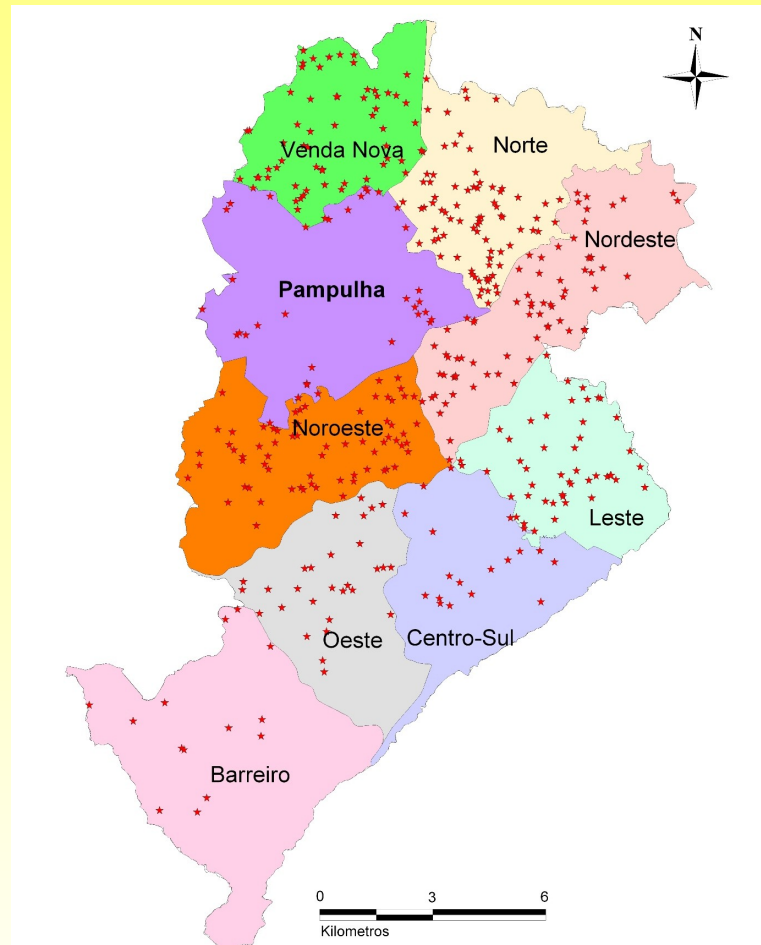 N
Venda Nova
Norte
Nordeste
Pampulha
Noroeste
Leste
Oeste
Centro-Sul
Barreiro
0 3 6
Kilometros